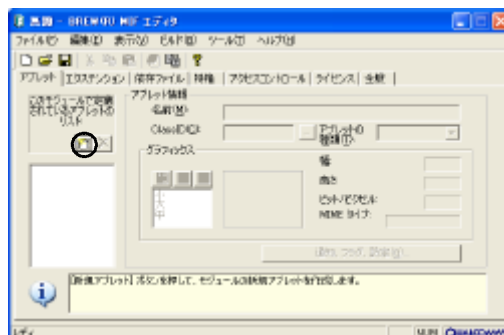 無題 - BREW(R) MIF エディタ
ファイル(F) 編集(E) 表示(V) ビルド(B) ツール(T) ヘルプ(H)
アプレット エクステンション 依存ファイル 特権 アクセスコントロール ライセンス 全般
このモジュールで定義
されているアプレットの
リスト
アプレット情報
名前(M):
ClassID(C):
アプレットの
種類(T):
グラフィックス
大
中
幅
高さ
ビット/ピクセル:
MIME タイプ:
[新規アプレット] ボタンを押して、モジュールの新規アプレットを作成します。
レディ
NUM